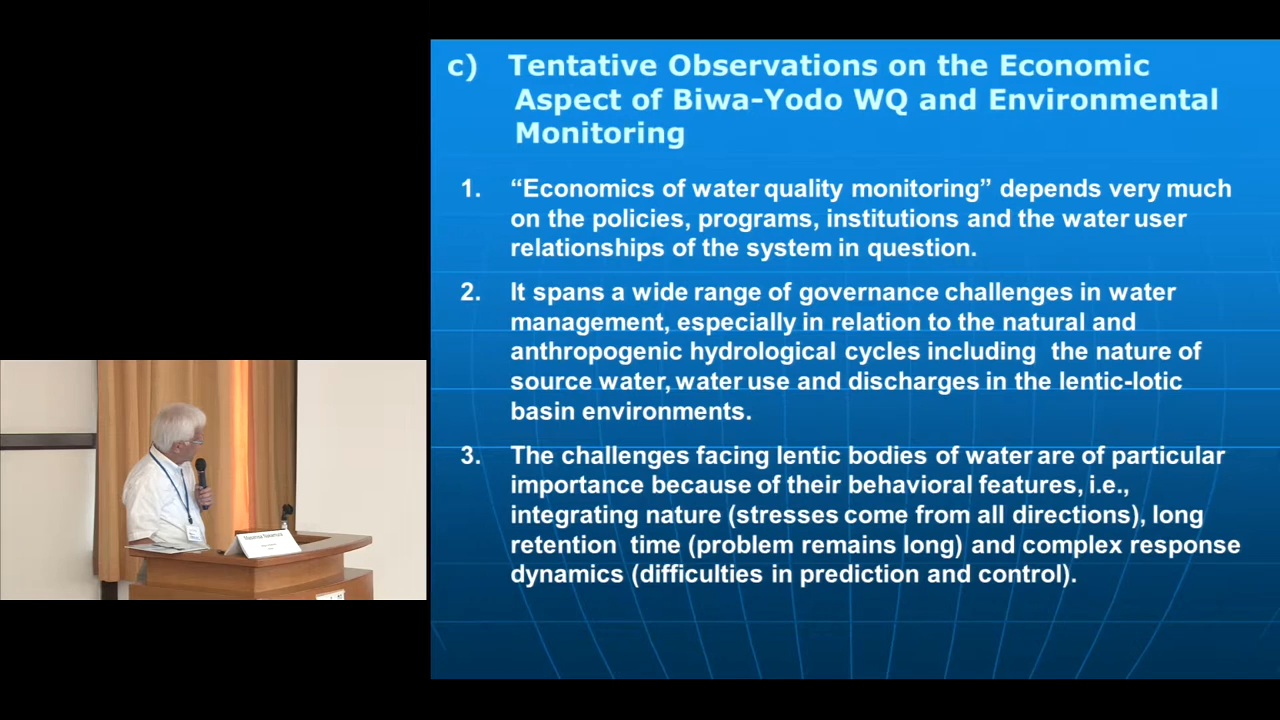 c) Tentative Observations on the Economic
Aspect of Biwa-Yodo WQ and Environmental
Monitoring
1. “Economics of water quality monitoring” depends very much
on the policies, programs, institutions and the water user
relationships of the system in question.
2. It spans a wide range of governance challenges in water
management, especially in relation to the natural and
anthropogenic hydrological cycles including the nature of
source water, water use and discharges in the lentic-lotic
basin environments.
3. The challenges facing lentic bodies of water are of particular
importance because of their behavioral features, i.e.,
integrating nature (stresses come from all directions), long
retention time (problem remains long) and complex response
dynamics (difficulties in prediction and control).